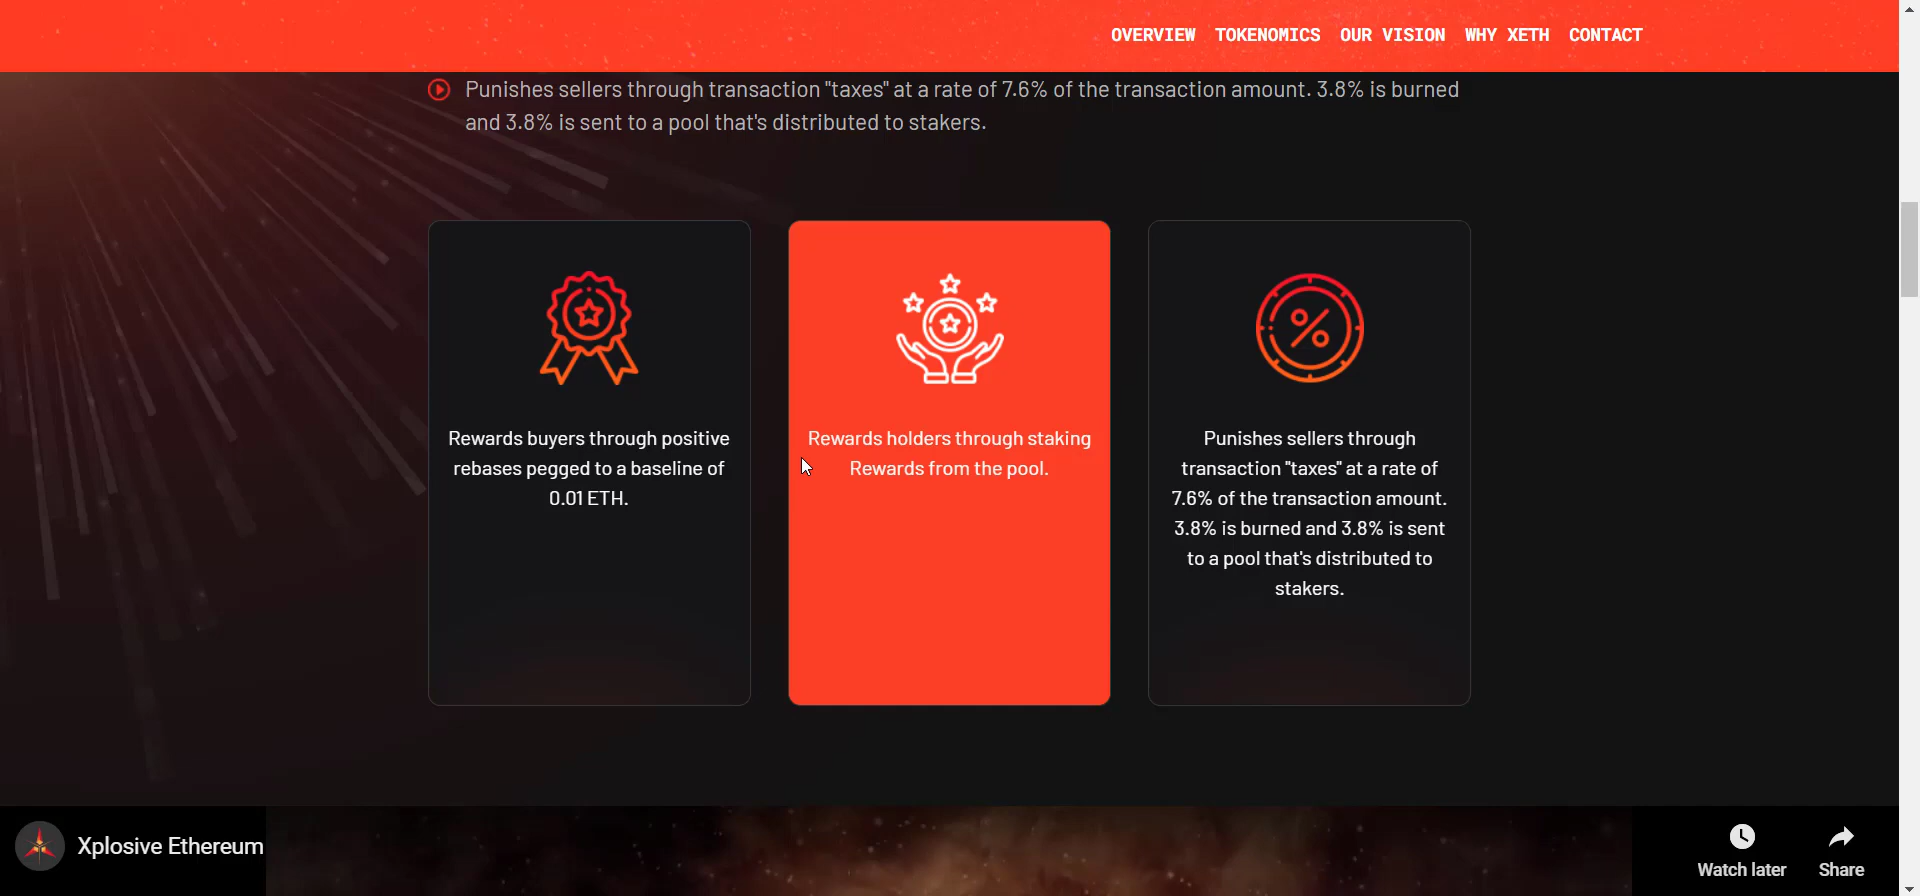 OVERVIEW TOKENOMICS OUR VISION WHY XETH CONTACT
Punishes sellers through transaction "taxes" at a rate of 7.6% of the transaction amount. 3.8% is burned
and 3.8% is sent to a pool that's distributed to stakers.
Rewards buyers through positive
rebases pegged to a baseline of
0.01 ETH.
Rewards holders through staking
Rewards from the pool.
Punishes sellers through
transaction "taxes" at a rate of
7.6% of the transaction amount.
3.8% is burned and 3.8% is sent
to a pool that's distributed to
stakers.
Xplosive Ethereum
Watch later
Share